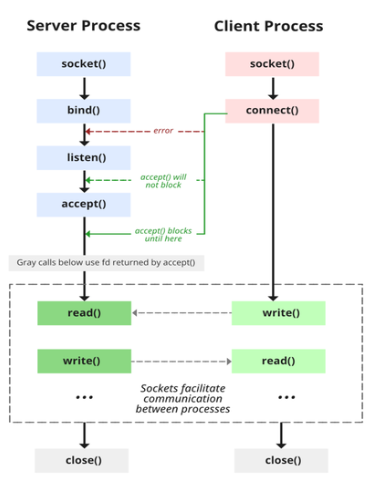 Server Process
Client Process
socket()
socket()
bind()
connect()
error
listen()
accept() will
not block
accept()
accept() blocks
until here
Gray calls below use fd returned by accept()
read()
write()
write()
read()
...
Sockets facilitate
communication
between processes
...
close()
close()